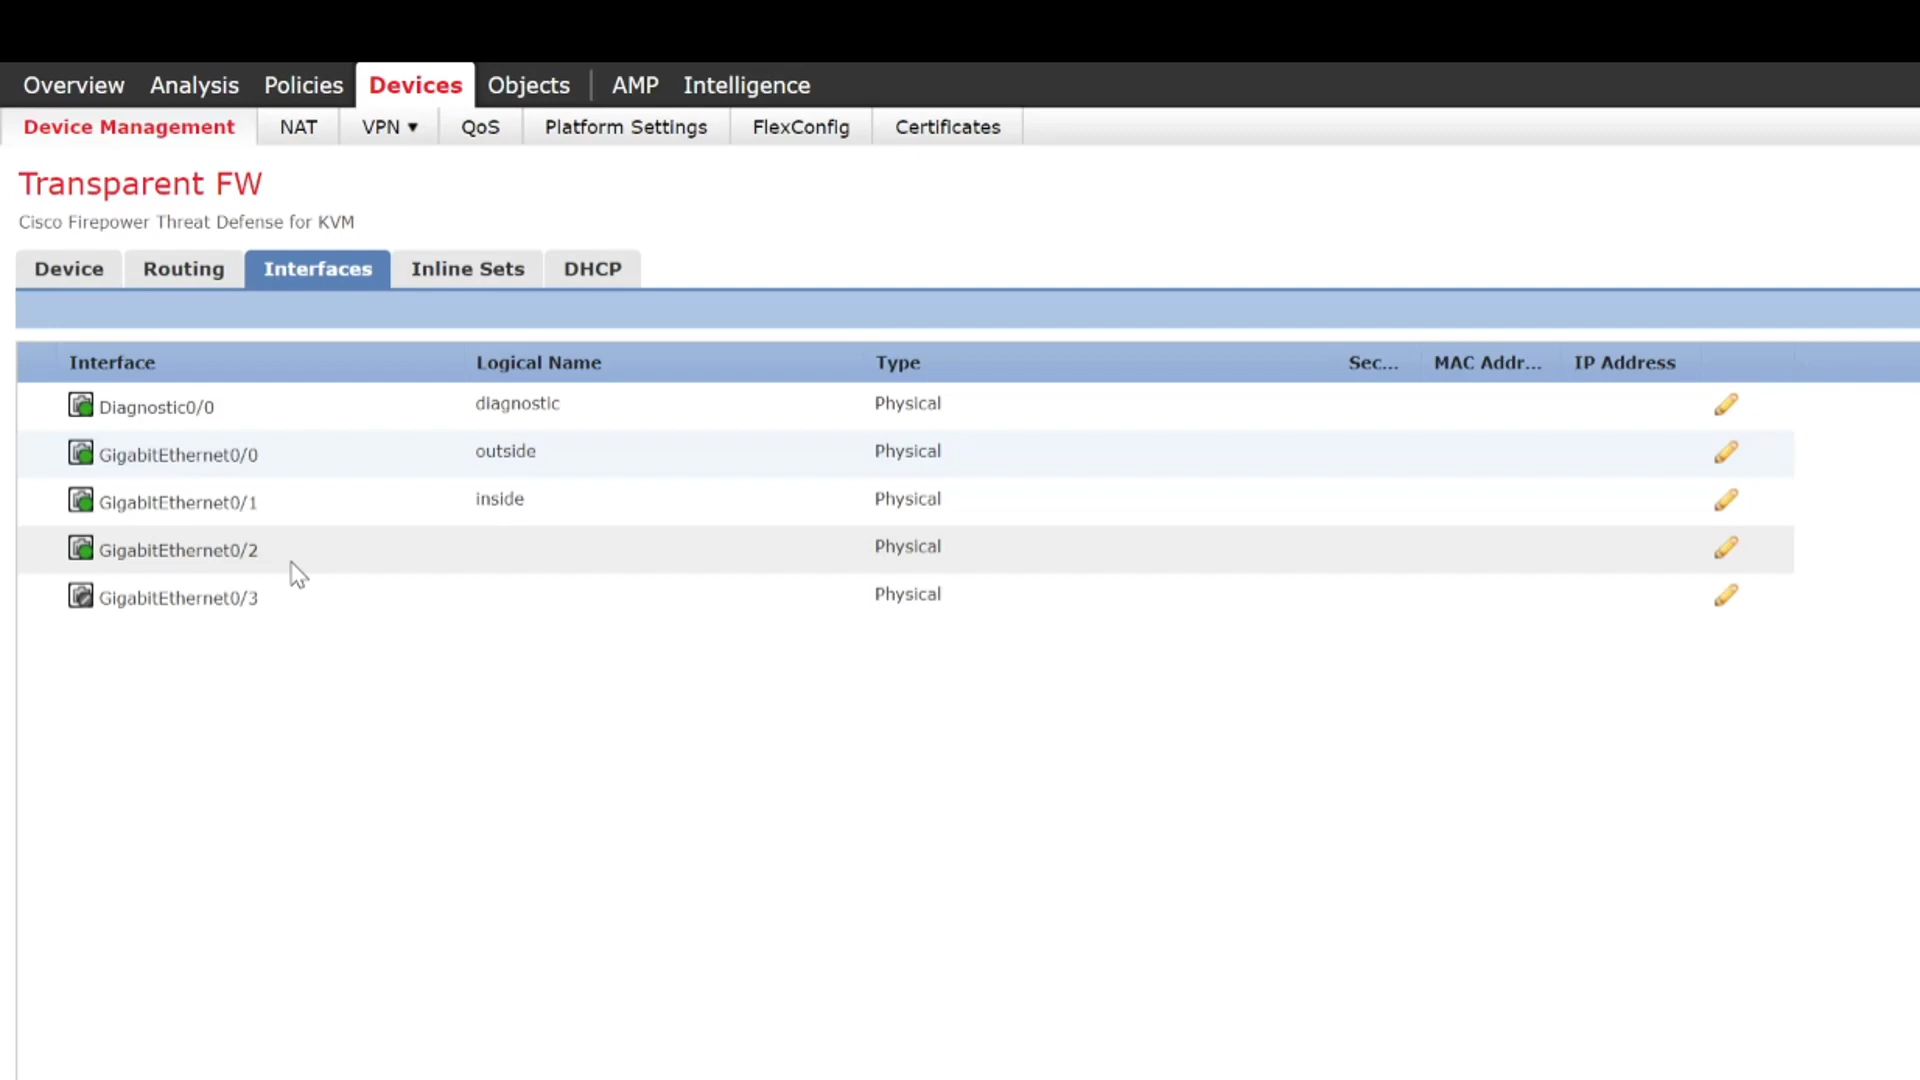 Overview Analysis Policies Devices Objects AMP Intelligence
Device Management NAT VPN ▼ QoS Platform Settings FlexConfig Certificates
Transparent FW
Cisco Firepower Threat Defense for KVM
Device Routing Interfaces Inline Sets DHCP
Interface Logical Name Type Sec... MAC Addr... IP Address
Diagnostic0/0 diagnostic Physical
GigabitEthernet0/0 outside Physical
GigabitEthernet0/1 inside Physical
GigabitEthernet0/2 Physical
GigabitEthernet0/3 Physical